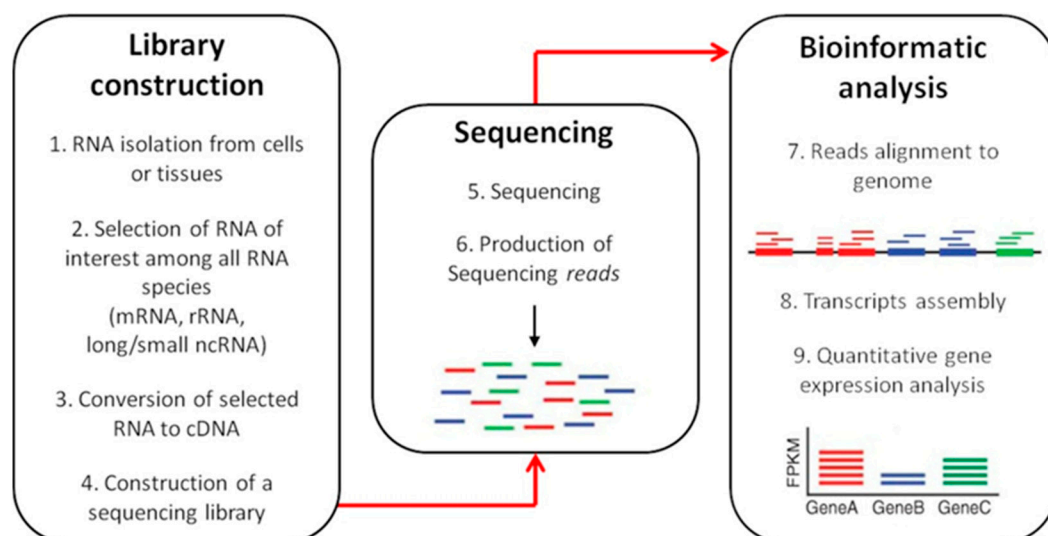 Library
construction
1. RNA isolation from cells
or tissues
2. Selection of RNA of
interest among all RNA
species
(mRNA, rRNA,
long/small ncRNA)
3. Conversion of selected
RNA to cDNA
4. Construction of a
sequencing library
Sequencing
5. Sequencing
6. Production of
Sequencing reads
Bioinformatic
analysis
7. Reads alignment to
genome
8. Transcripts assembly
9. Quantitative gene
expression analysis
FPKM
GeneA GeneB GeneC